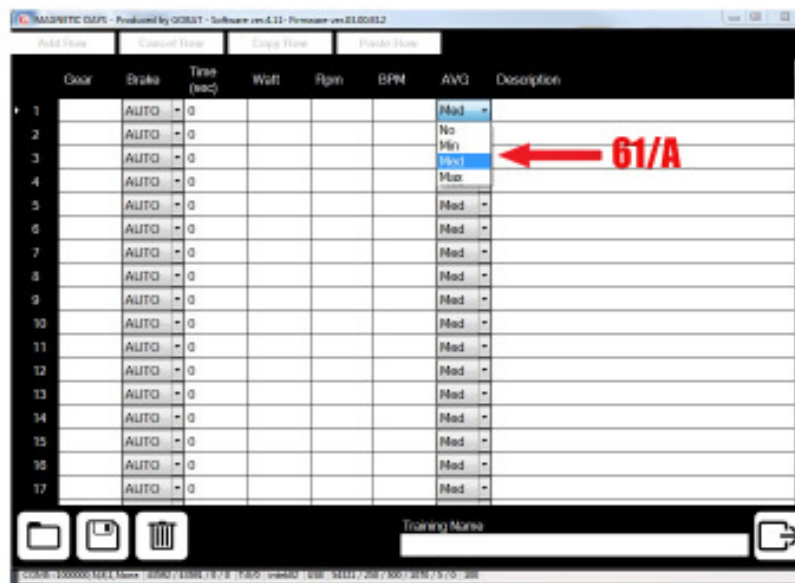 MAGNETIC DAYS - Produced by GOBAT - Software ver.4.11- Firmware ver.03.00.012
Add Row Cancel Row Copy Row Paste Row
Gear Brake Time (sec) Watt Rpm BPM AVG Description
1 AUTO 0 Med
2 AUTO 0 No
Min
3 AUTO 0 Med 61/A
4 AUTO 0 Max
5 AUTO 0 Med
6 AUTO 0 Med
7 AUTO 0 Med
8 AUTO 0 Med
9 AUTO 0 Med
10 AUTO 0 Med
11 AUTO 0 Med
12 AUTO 0 Med
13 AUTO 0 Med
14 AUTO 0 Med
15 AUTO 0 Med
16 AUTO 0 Med
17 AUTO 0 Med
Training Name